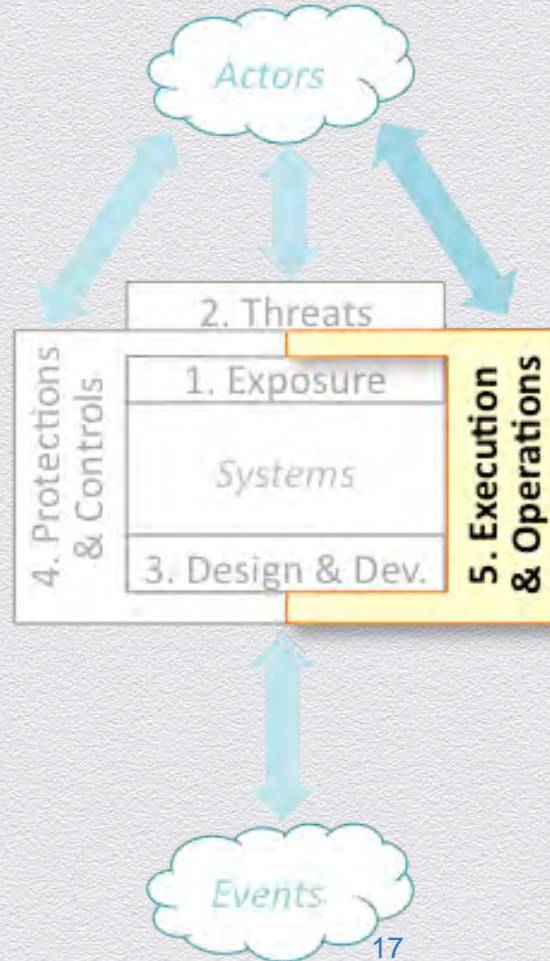 Actors
2. Threats
1. Exposure
Systems
3. Design & Dev.
4. Protections
& Controls
5. Execution
& Operations
Events
17